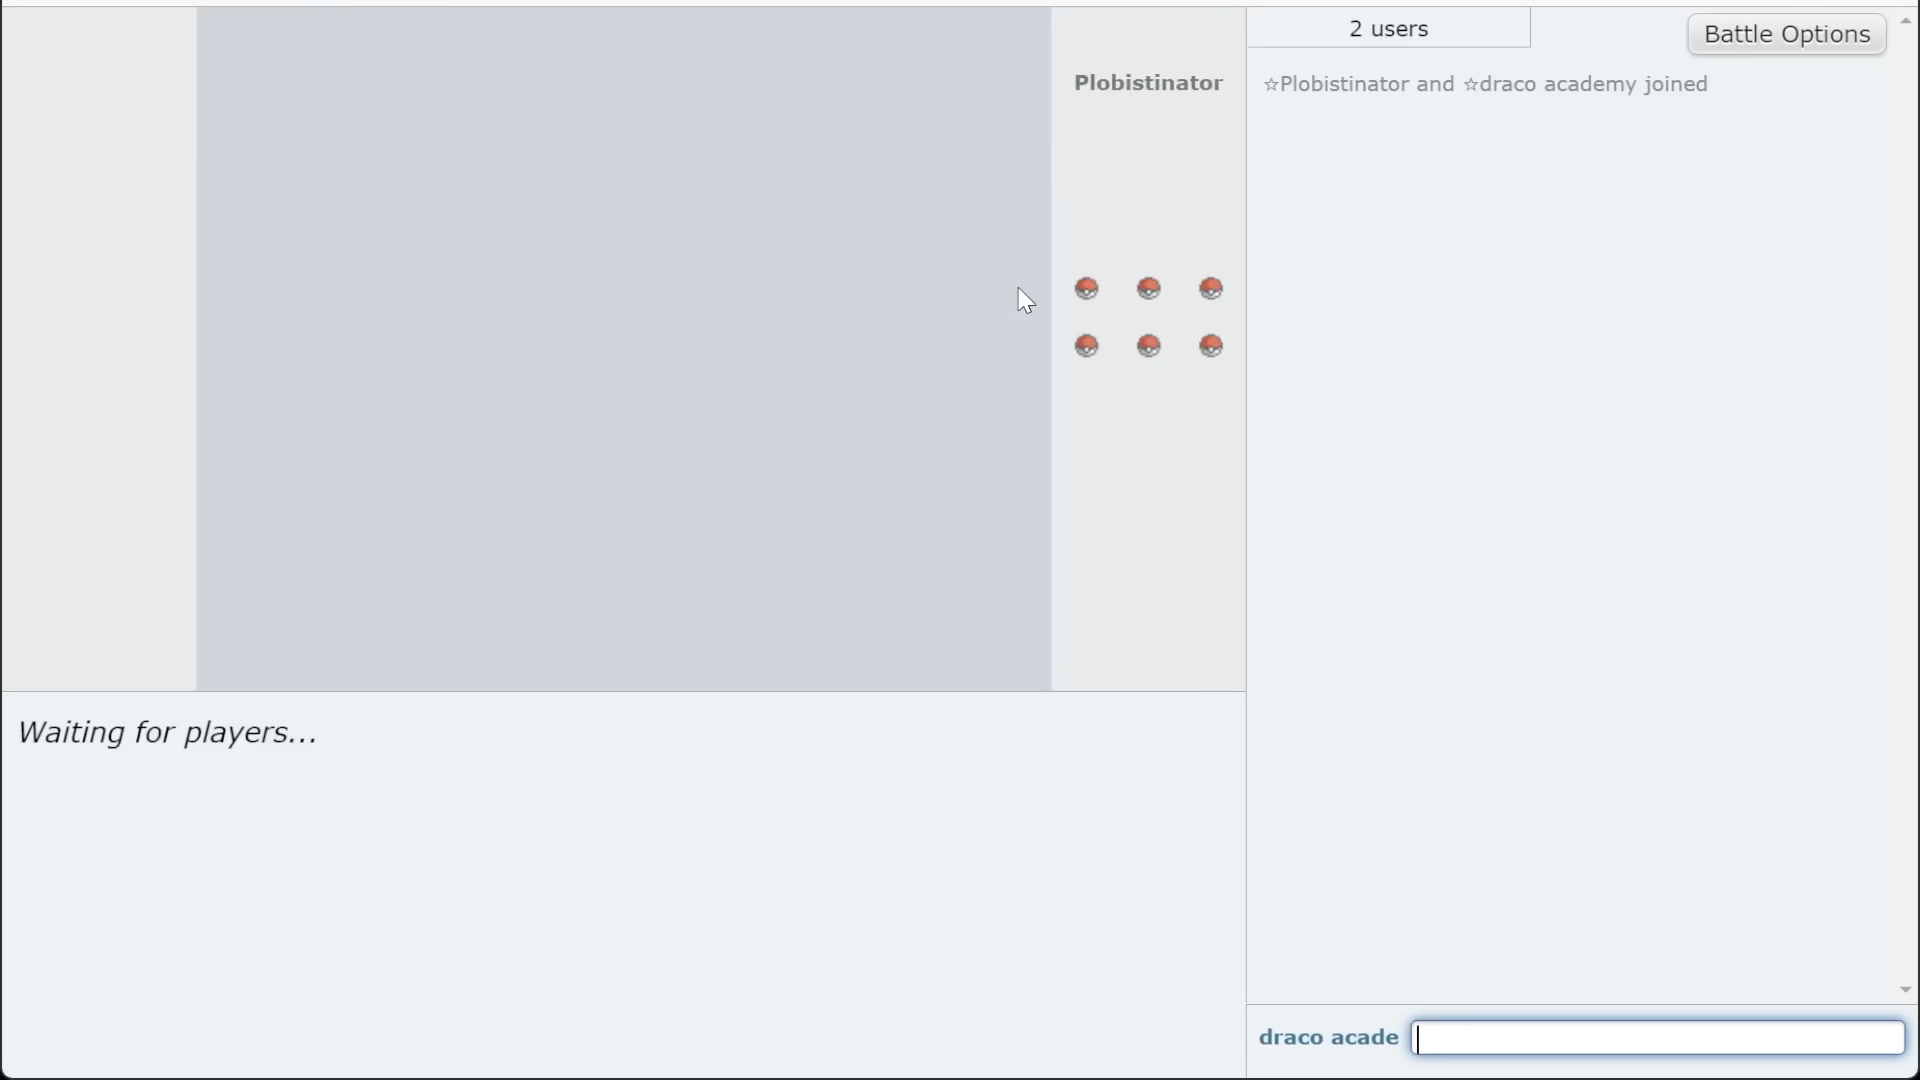 2 users
Battle Options
Plobistinator
☆Plobistinator and ☆draco academy joined
Waiting for players...
draco acade